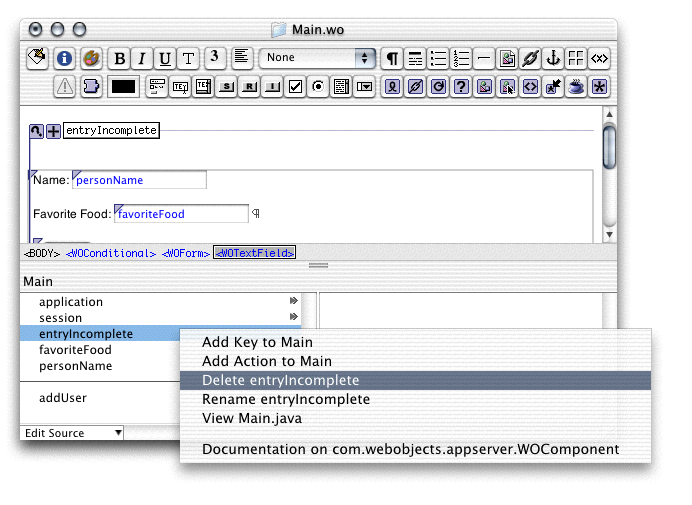 Main.wo
B I U T 3 None ¶
TEXT S R I
entryIncomplete
Name: personName
Favorite Food: favoriteFood ¶
<BODY> <WOConditional> <WOForm> <WOTextField>
Main
application
session
entryIncomplete
favoriteFood
personName
addUser
Edit Source
Add Key to Main
Add Action to Main
Delete entryIncomplete
Rename entryIncomplete
View Main.java
Documentation on com.webobjects.appserver.WOComponent